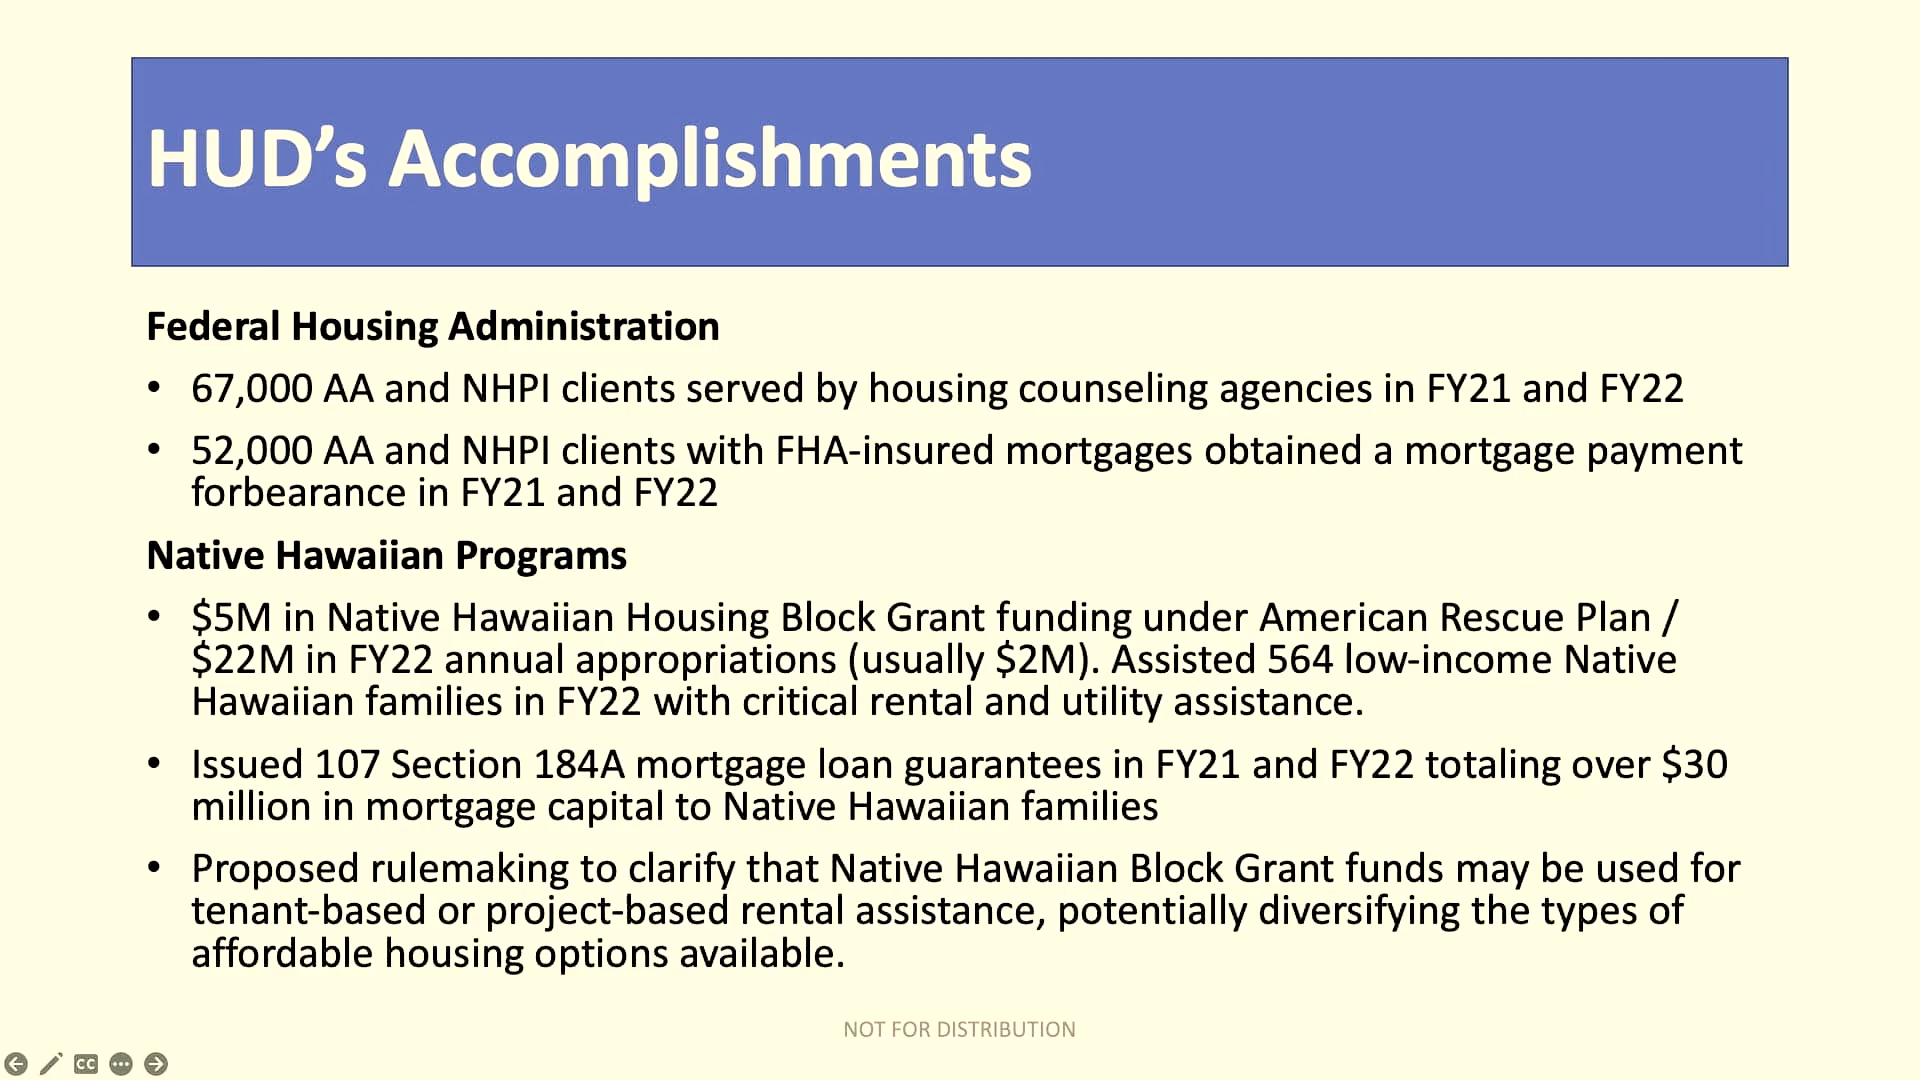 HUD’s Accomplishments
Federal Housing Administration
• 67,000 AA and NHPI clients served by housing counseling agencies in FY21 and FY22
• 52,000 AA and NHPI clients with FHA-insured mortgages obtained a mortgage payment
forbearance in FY21 and FY22
Native Hawaiian Programs
• $5M in Native Hawaiian Housing Block Grant funding under American Rescue Plan /
$22M in FY22 annual appropriations (usually $2M). Assisted 564 low-income Native
Hawaiian families in FY22 with critical rental and utility assistance.
• Issued 107 Section 184A mortgage loan guarantees in FY21 and FY22 totaling over $30
million in mortgage capital to Native Hawaiian families
• Proposed rulemaking to clarify that Native Hawaiian Block Grant funds may be used for
tenant-based or project-based rental assistance, potentially diversifying the types of
affordable housing options available.
NOT FOR DISTRIBUTION
CC